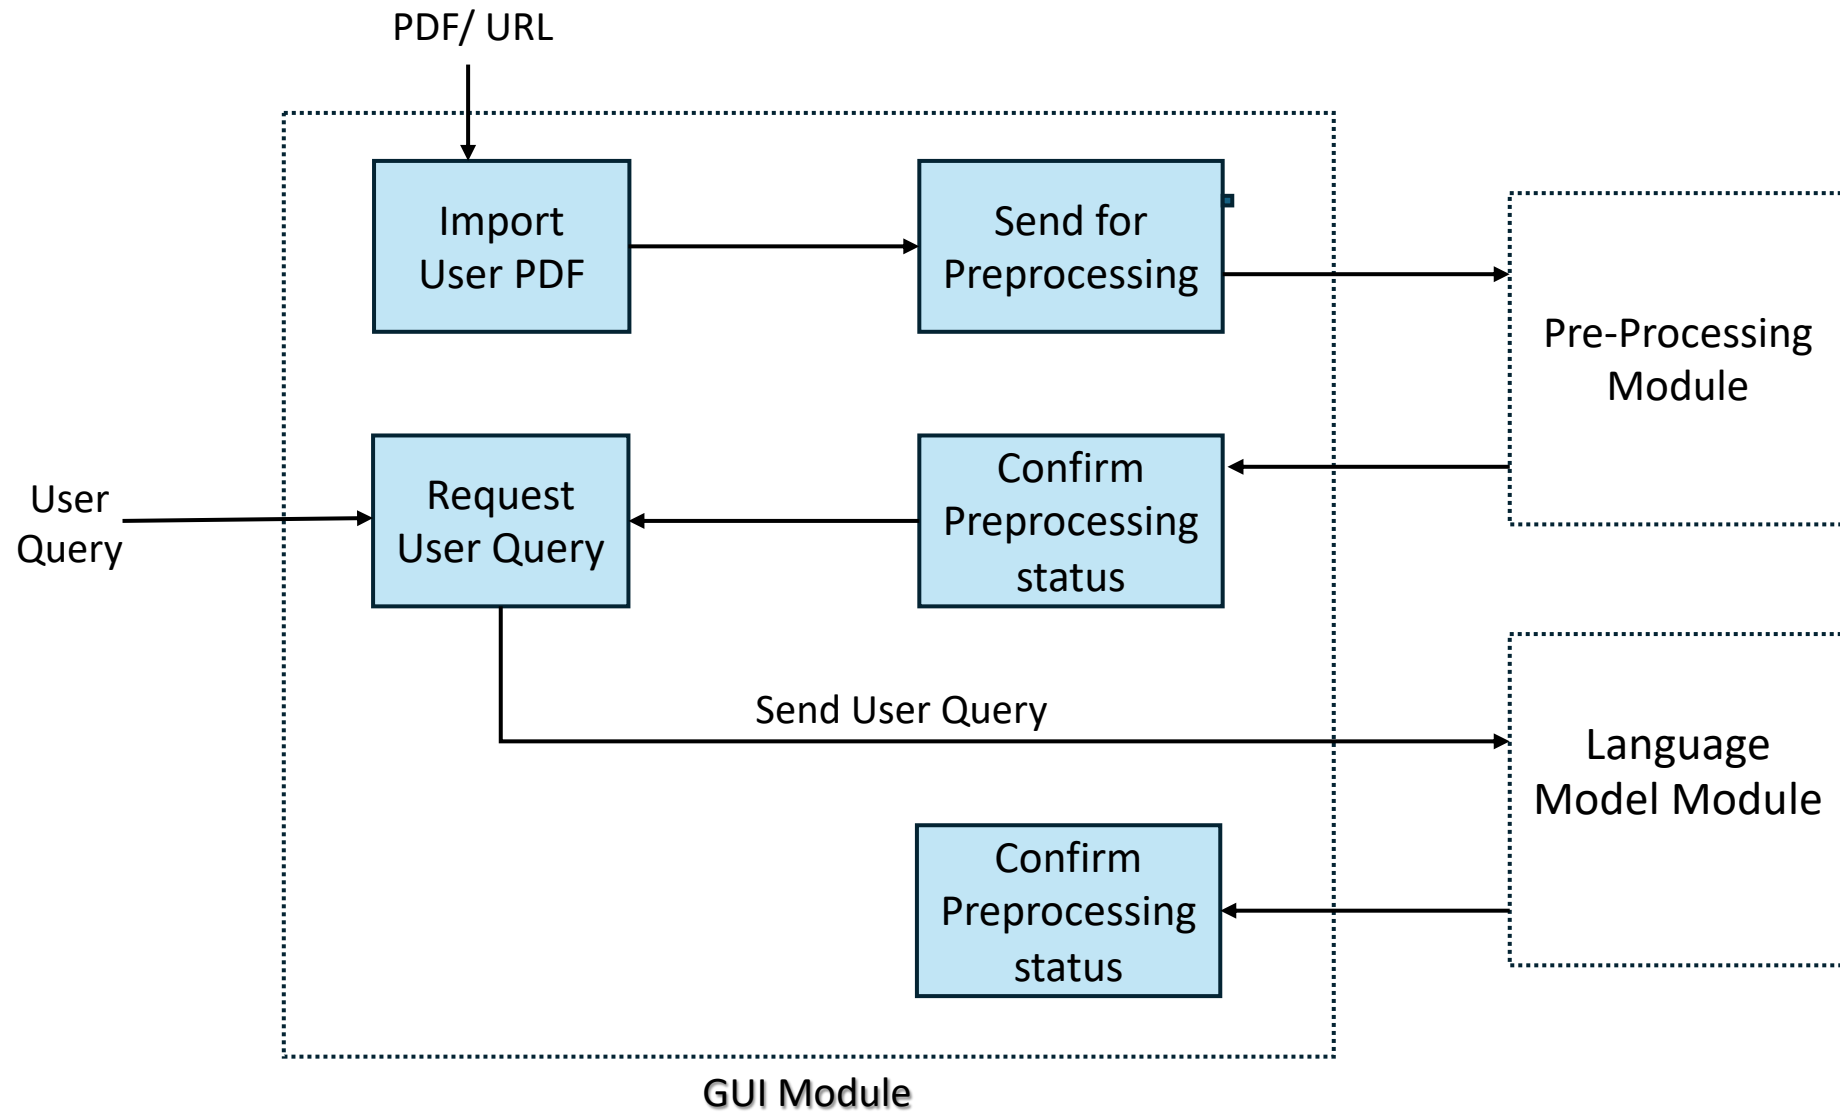 PDF/ URL
Import
User PDF
Send for
Preprocessing
Pre-Processing
Module
User
Query
Request
User Query
Confirm
Preprocessing
status
Send User Query
Language
Model Module
Confirm
Preprocessing
status
GUI Module